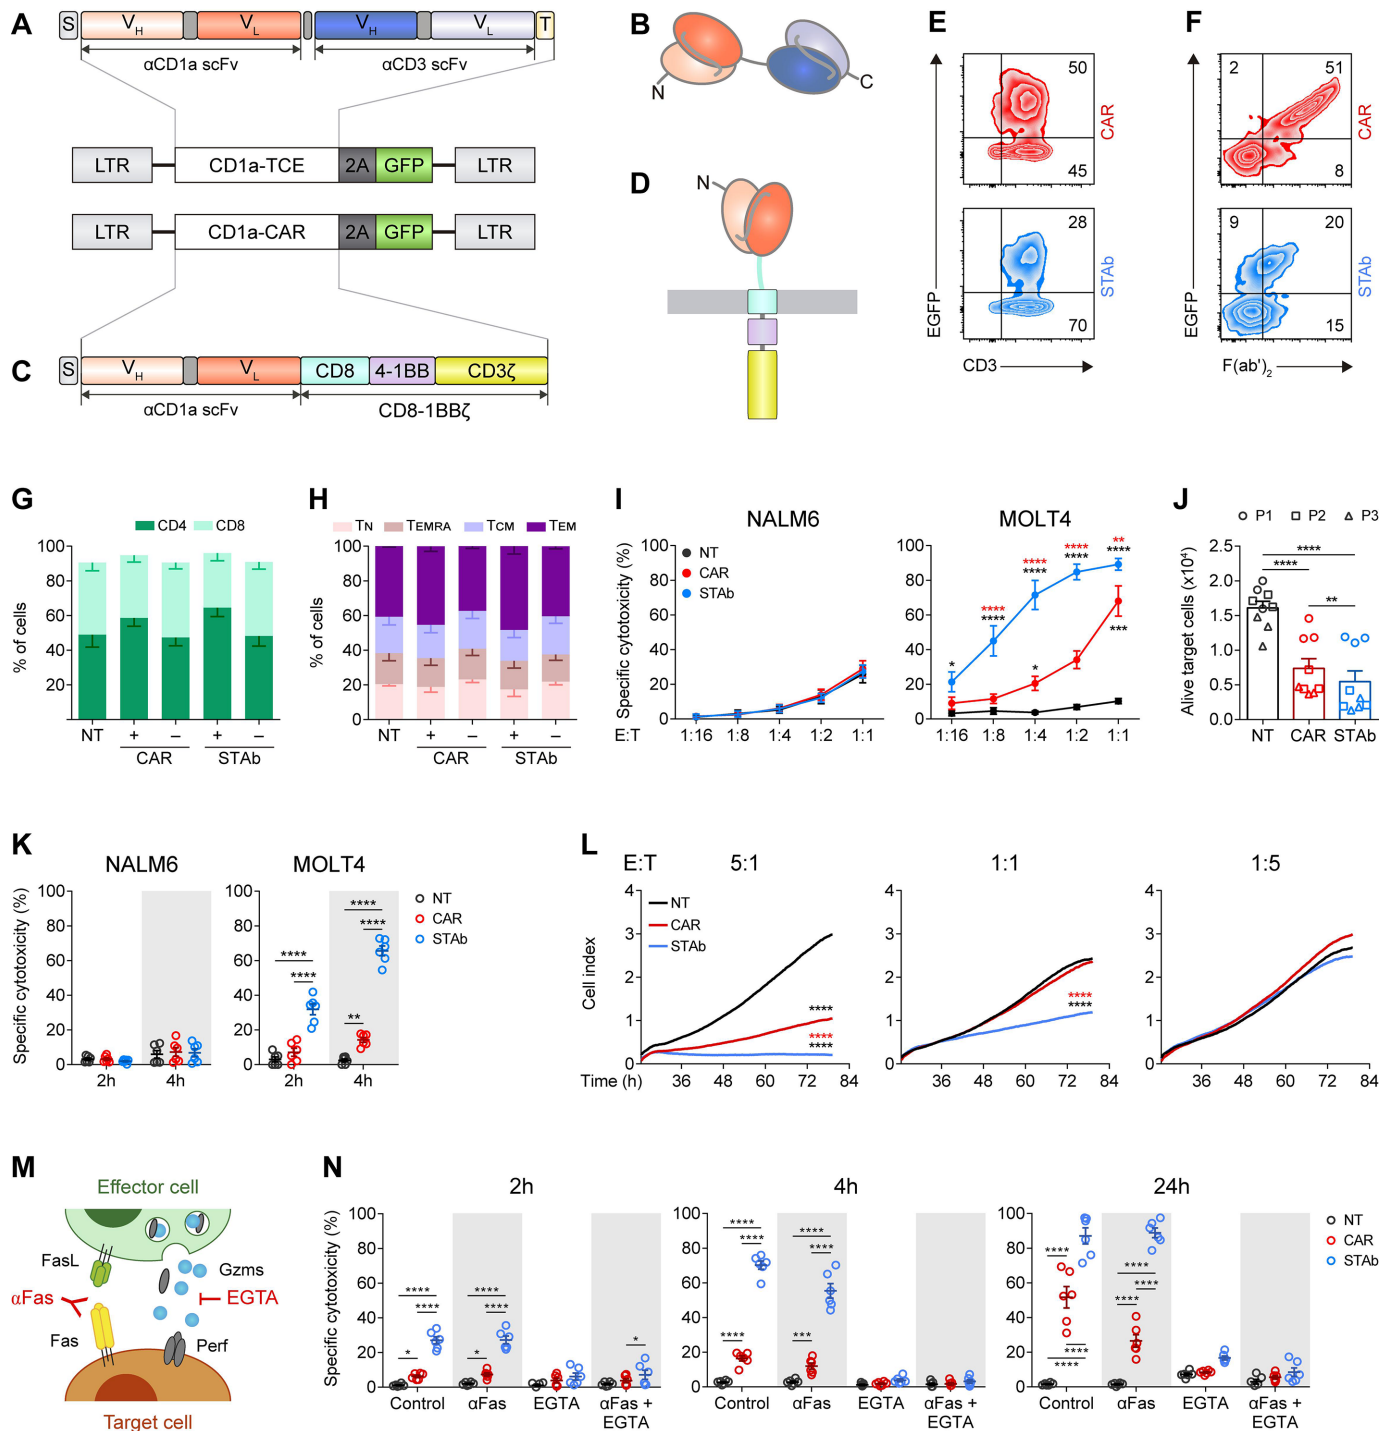 A
S V_H V_L V_H V_L T
αCD1a scFv αCD3 scFv
LTR CD1a-TCE 2A GFP LTR
LTR CD1a-CAR 2A GFP LTR
C
S V_H V_L CD8 4-1BB CD3ζ
αCD1a scFv CD8-1BBζ
B
N C
D
N
E
50
CAR
45
28
STAb
70
EGFP
CD3
F
2 51
CAR
8
9 20
STAb
15
EGFP
F(ab')₂
G
CD4 CD8
% of cells
100
80
60
40
20
0
NT + – + –
CAR STAb
H
TN TEMRA TCM TEM
% of cells
100
80
60
40
20
0
NT + – + –
CAR STAb
I
NALM6 MOLT4
Specific cytotoxicity (%)
100
80
60
40
20
0
NT
CAR
STAb
E:T 1:16 1:8 1:4 1:2 1:1
100
80
60
40
20
0
* **** **** **** **** * **** **** ** **** ***
1:16 1:8 1:4 1:2 1:1
J
P1 P2 P3
Alive target cells (x10⁴)
2.5
2.0
1.5
1.0
0.5
0.0
****
****
**
NT CAR STAb
K
NALM6 MOLT4
Specific cytotoxicity (%)
100
80
60
40
20
0
2h 4h
100
80
60
40
20
0
****
****
****
****
**
2h 4h
NT
CAR
STAb
L
E:T 5:1 1:1 1:5
Cell index
4
3
2
1
0
NT
CAR
STAb
****
****
****
Time (h) 36 48 60 72 84
4
3
2
1
0
****
****
36 48 60 72 84
4
3
2
1
0
36 48 60 72 84
M
Effector cell
FasL
Gzms
αFas EGTA
Fas
Perf
Target cell
N
2h 4h 24h
Specific cytotoxicity (%)
100
80
60
40
20
0
****
****
*
****
****
*
*
Control αFas EGTA αFas +
EGTA
100
80
60
40
20
0
****
****
****
****
****
***
Control αFas EGTA αFas +
EGTA
100
80
60
40
20
0
****
****
****
****
****
****
Control αFas EGTA αFas +
EGTA
NT
CAR
STAb